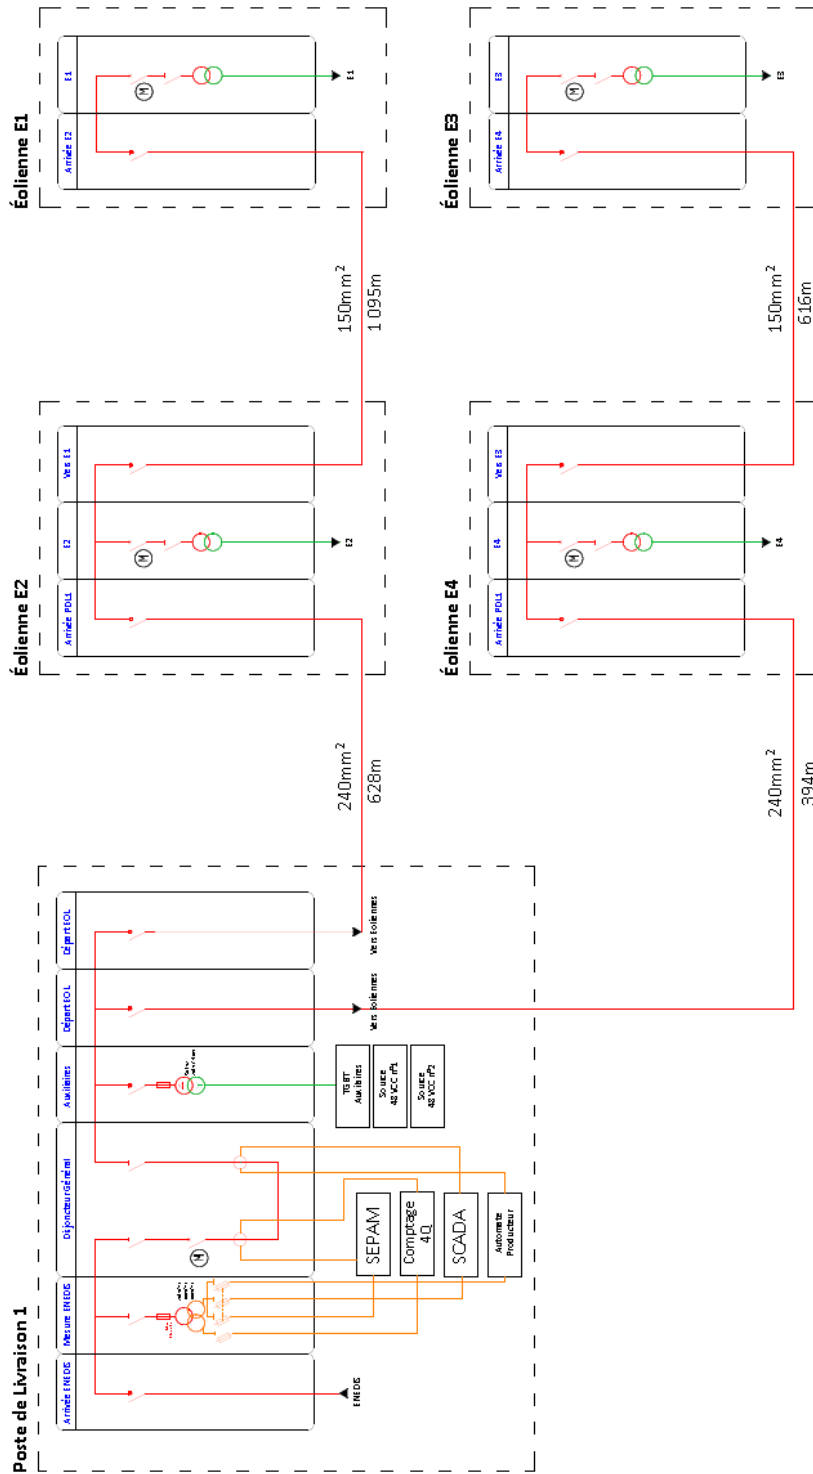 Éolienne E1
E1
Arrivée E2
M
E1
Éolienne E3
E3
Arrivée E4
M
E3
150mm²
1 095m
150mm²
616m
Éolienne E2
Vers E1
E2
Arrivée PDL1
M
E2
Éolienne E4
Vers E3
E4
Arrivée PDL1
M
E4
240mm²
628m
240mm²
394m
Poste de Livraison 1
Départ EOL
Départ EOL
Auxiliaires
Disjoncteur Général
Mesure ENEDIS
Arrivée ENEDIS
Vers Eoliennes
Vers Eoliennes
TGBT
Auxiliaires
Source
48 VCC n°1
Source
48 VCC n°2
M
SEPAM
Comptage
4Q
SCADA
Automate
Producteur
ENEDIS